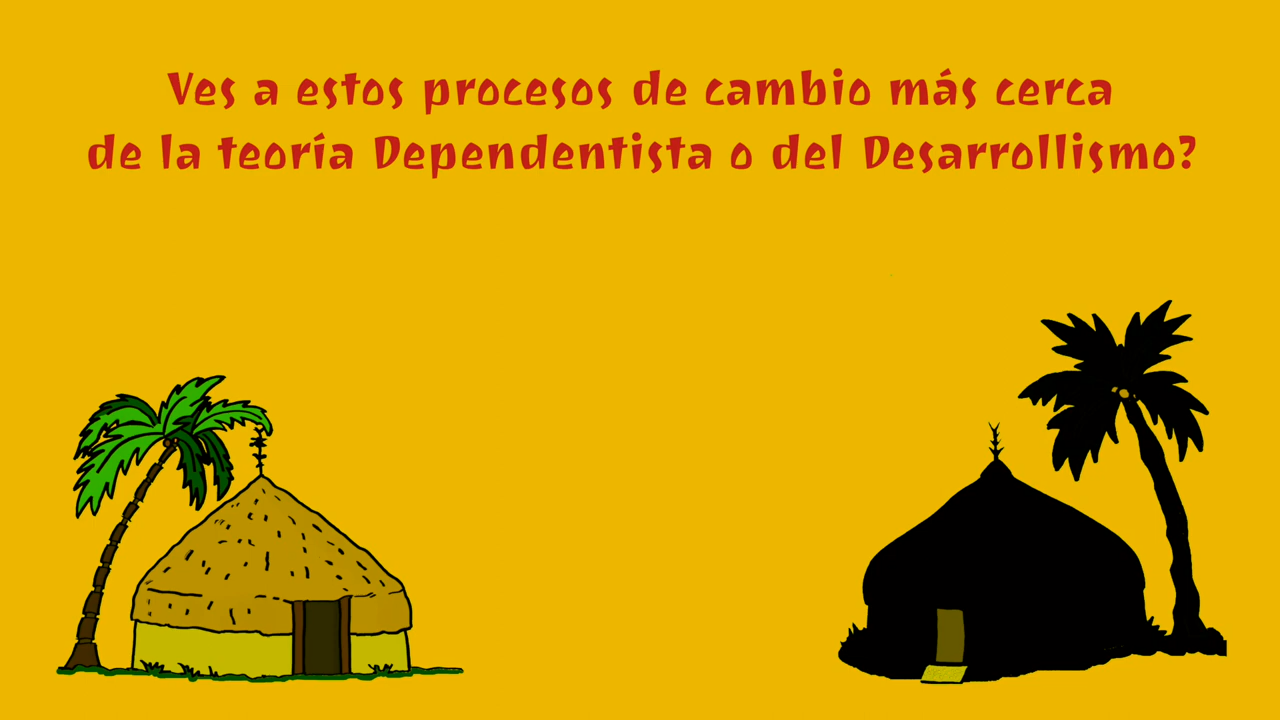 Ves a estos procesos de cambio más cerca
de la teoría Dependentista o del Desarrollismo?